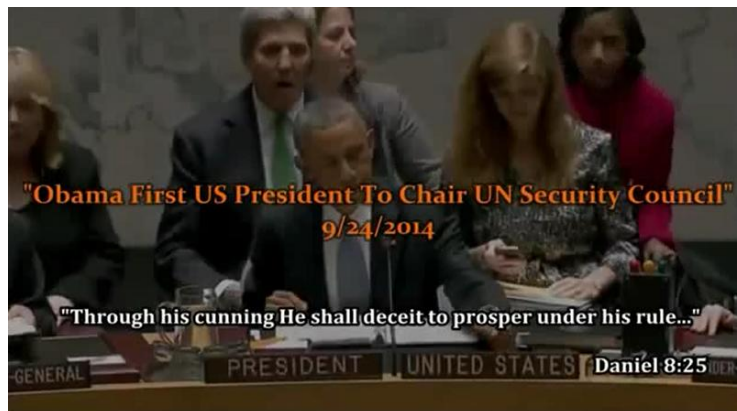 "Obama First US President To Chair UN Security Council"
9/24/2014
"Through his cunning He shall deceit to prosper under his rule..."
-GENERAL
PRESIDENT
UNITED STATES
Daniel 8:25